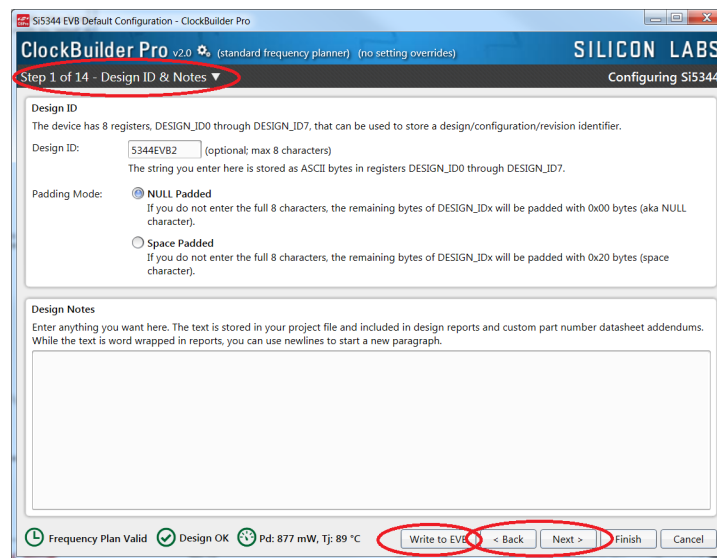 Si5344 EVB Default Configuration - ClockBuilder Pro
ClockBuilder Pro v2.0 (standard frequency planner) (no setting overrides) SILICON LABS
Step 1 of 14 - Design ID & Notes ▼ Configuring Si5344
Design ID
The device has 8 registers, DESIGN_ID0 through DESIGN_ID7, that can be used to store a design/configuration/revision identifier.
Design ID: 5344EVB2 (optional; max 8 characters)
The string you enter here is stored as ASCII bytes in registers DESIGN_ID0 through DESIGN_ID7.
Padding Mode: NULL Padded
If you do not enter the full 8 characters, the remaining bytes of DESIGN_IDx will be padded with 0x00 bytes (aka NULL
character).
Space Padded
If you do not enter the full 8 characters, the remaining bytes of DESIGN_IDx will be padded with 0x20 bytes (space
character).
Design Notes
Enter anything you want here. The text is stored in your project file and included in design reports and custom part number datasheet addendums.
While the text is word wrapped in reports, you can use newlines to start a new paragraph.
Frequency Plan Valid Design OK Pd: 877 mW, Tj: 89 °C Write to EVB < Back Next > Finish Cancel